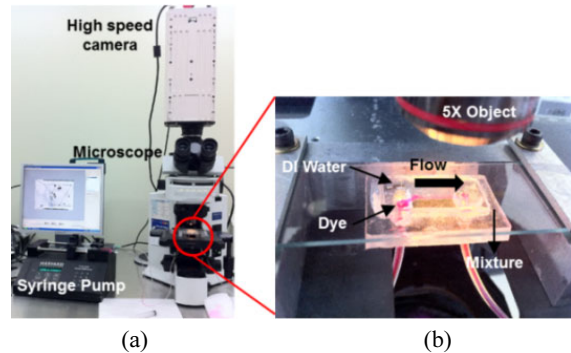 High speed
camera
Microscope
Syringe Pump
5X Object
DI Water
Flow
Dye
Mixture
(a)
(b)